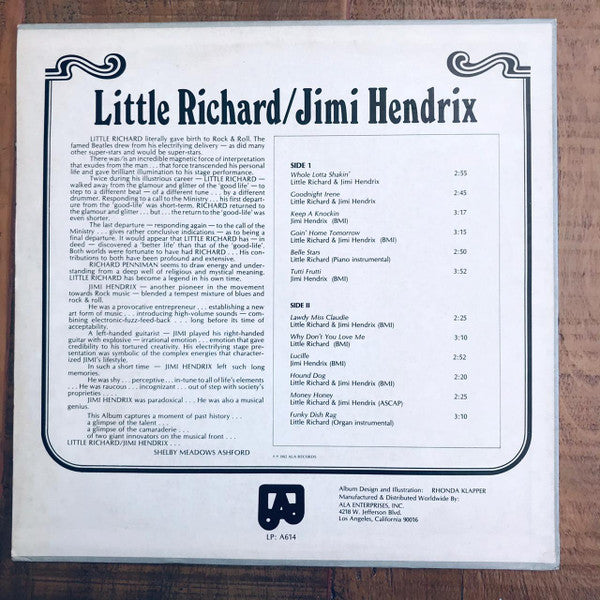 Little Richard/Jimi Hendrix
LITTLE RICHARD literally gave birth to Rock & Roll. The
famed Beatles drew from his electrifying delivery — as did many
other super-stars and would be super-stars.
There was/is an incredible magnetic force of interpretation
that exudes from the man . . . that force transcended his personal
life and gave brilliant illumination to his stage performance.
Twice during his illustrious career — LITTLE RICHARD —
walked away from the glamour and glitter of the 'good-life' — to
step to a different beat — of a different tune . . . by a different
drummer. Responding to a call to the Ministry . . . his first depart-
ure from the 'good-life' was short-term. RICHARD returned to
the glamour and glitter . . . but . . . the return to the 'good-life' was
even shorter.
The last departure — responding again — to the call of the
Ministry . . . gives rather conclusive indications — as to being a
final departure. It would appear that LITTLE RICHARD has — in
deed — discovered a 'better life' than that of the 'good-life'.
Both worlds were fortunate to have had RICHARD . . . His con-
tributions to both have been profound and extensive.
RICHARD PENNIMAN seems to draw energy and under-
standing from a deep well of religious and mystical meaning.
LITTLE RICHARD has become a legend in his own time.
JIMI HENDRIX — another pioneer in the movement
towards Rock music — blended a tempest mixture of blues and
rock & roll.
He was a provocative entrepreneur . . . establishing a new
art form of music . . . introducing high-volume sounds — com-
bining electronic-fuzz-feed-back . . . long before its time of
acceptability.
A left-handed guitarist — JIMI played his right-handed
guitar with explosive — irrational emotion . . . emotion that gave
credibility to his tortured creativity. His electrifying stage pre-
sentation was symbolic of the complex energies that character-
ized JIMI's lifestyle.
In such a short time — JIMI HENDRIX left such long
memories.
He was shy . . . perceptive . . . in-tune to all of life's elements
. . . He was raucous . . . incognizant . . . out of step with society's
proprieties . . . .
JIMI HENDRIX was paradoxical . . . He was also a musical
genius.
This Album captures a moment of past history . . .
a glimpse of the talent . . .
a glimpse of the camaraderie . . .
of two giant innovators on the musical front . . .
LITTLE RICHARD/JIMI HENDRIX . . .
SHELBY MEADOWS ASHFORD
SIDE 1
Whole Lotta Shakin' 2:55
Little Richard & Jimi Hendrix
Goodnight Irene 2:45
Little Richard & Jimi Hendrix
Keep A Knockin 3:17
Jimi Hendrix (BMI)
Goin' Home Tomorrow 3:15
Little Richard & Jimi Hendrix (BMI)
Belle Stars 2:50
Little Richard (Piano instrumental)
Tutti Frutti 3:52
Jimi Hendrix (BMI)
SIDE II
Lawdy Miss Claudie 2:25
Little Richard & Jimi Hendrix (BMI)
Why Don't You Love Me 3:10
Little Richard (BMI)
Lucille 2:52
Jimi Hendrix (BMI)
Hound Dog 2:20
Little Richard & Jimi Hendrix (BMI)
Money Honey 2:25
Little Richard & Jimi Hendrix (ASCAP)
Funky Dish Rag 3:10
Little Richard (Organ instrumental)
ALA RECORDS
LP: A614
Album Design and Illustration: RHONDA KLAPPER
Manufactured & Distributed Worldwide By:
ALA ENTERPRISES, INC.
4218 W. Jefferson Blvd.
Los Angeles, California 90016